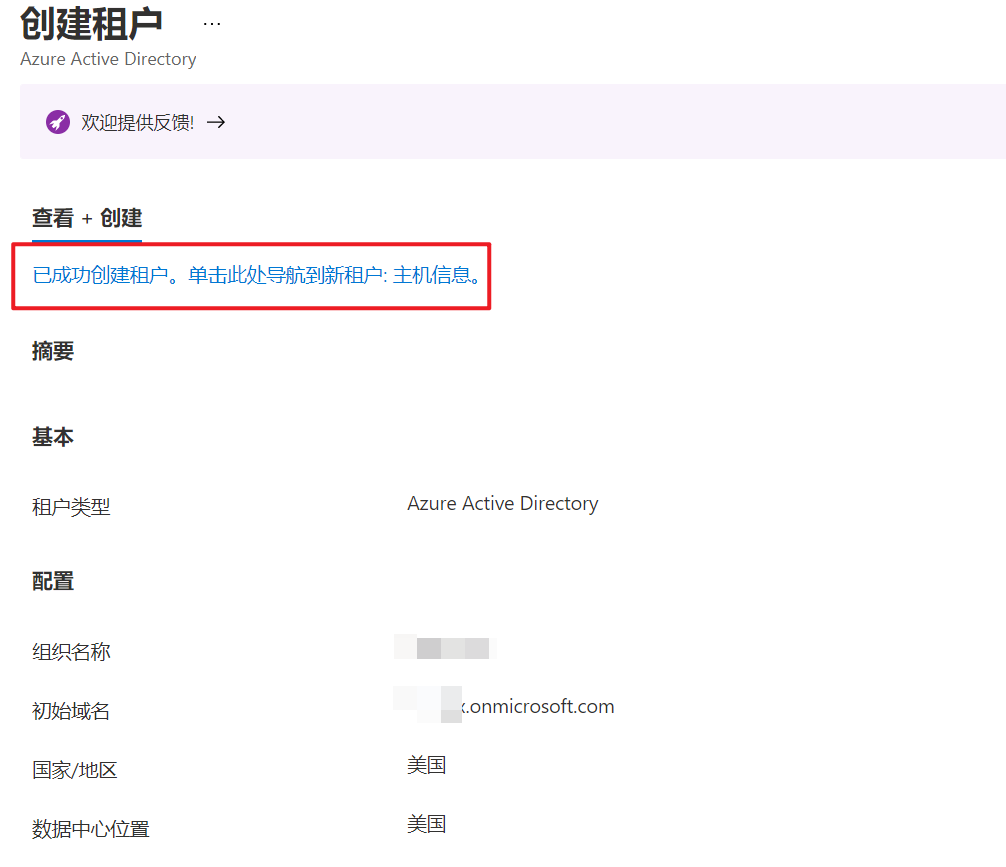 创建租户 ...
Azure Active Directory
欢迎提供反馈! →
查看 + 创建
已成功创建租户。单击此处导航到新租户: 主机信息。
摘要
基本
租户类型 Azure Active Directory
配置
组织名称
初始域名 x.onmicrosoft.com
国家/地区 美国
数据中心位置 美国